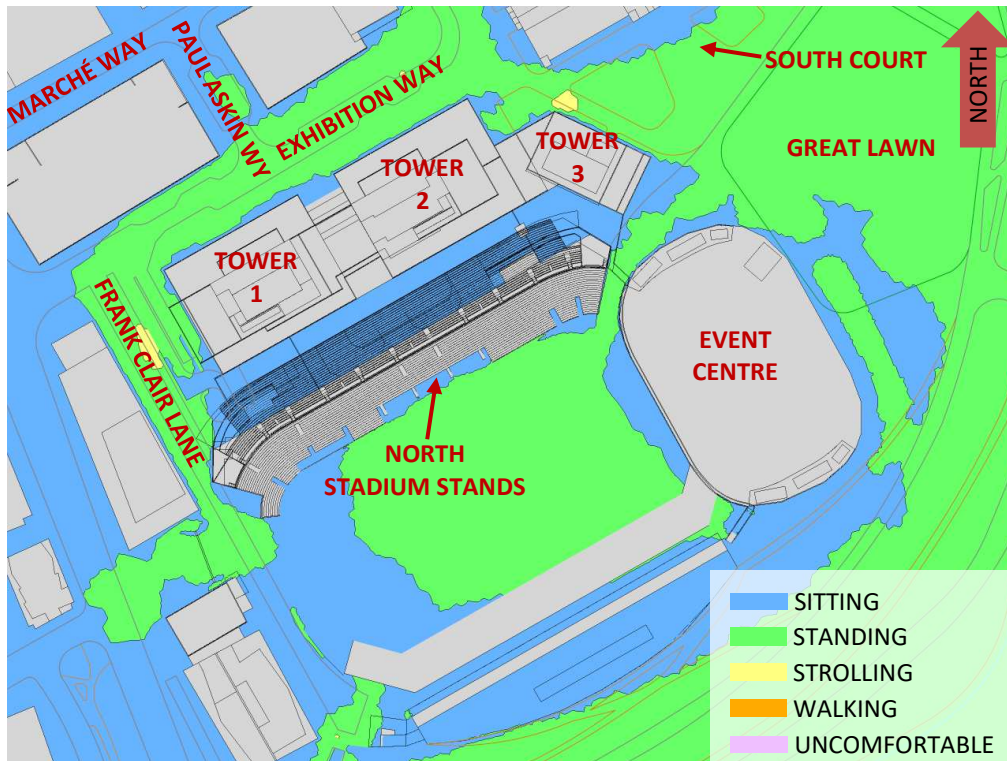 MARCHÉ WAY
PAUL ASKIN WY
EXHIBITION WAY
SOUTH COURT
NORTH
GREAT LAWN
TOWER
3
TOWER
2
TOWER
1
FRANK CLAIR LANE
EVENT
CENTRE
NORTH
STADIUM STANDS
SITTING
STANDING
STROLLING
WALKING
UNCOMFORTABLE